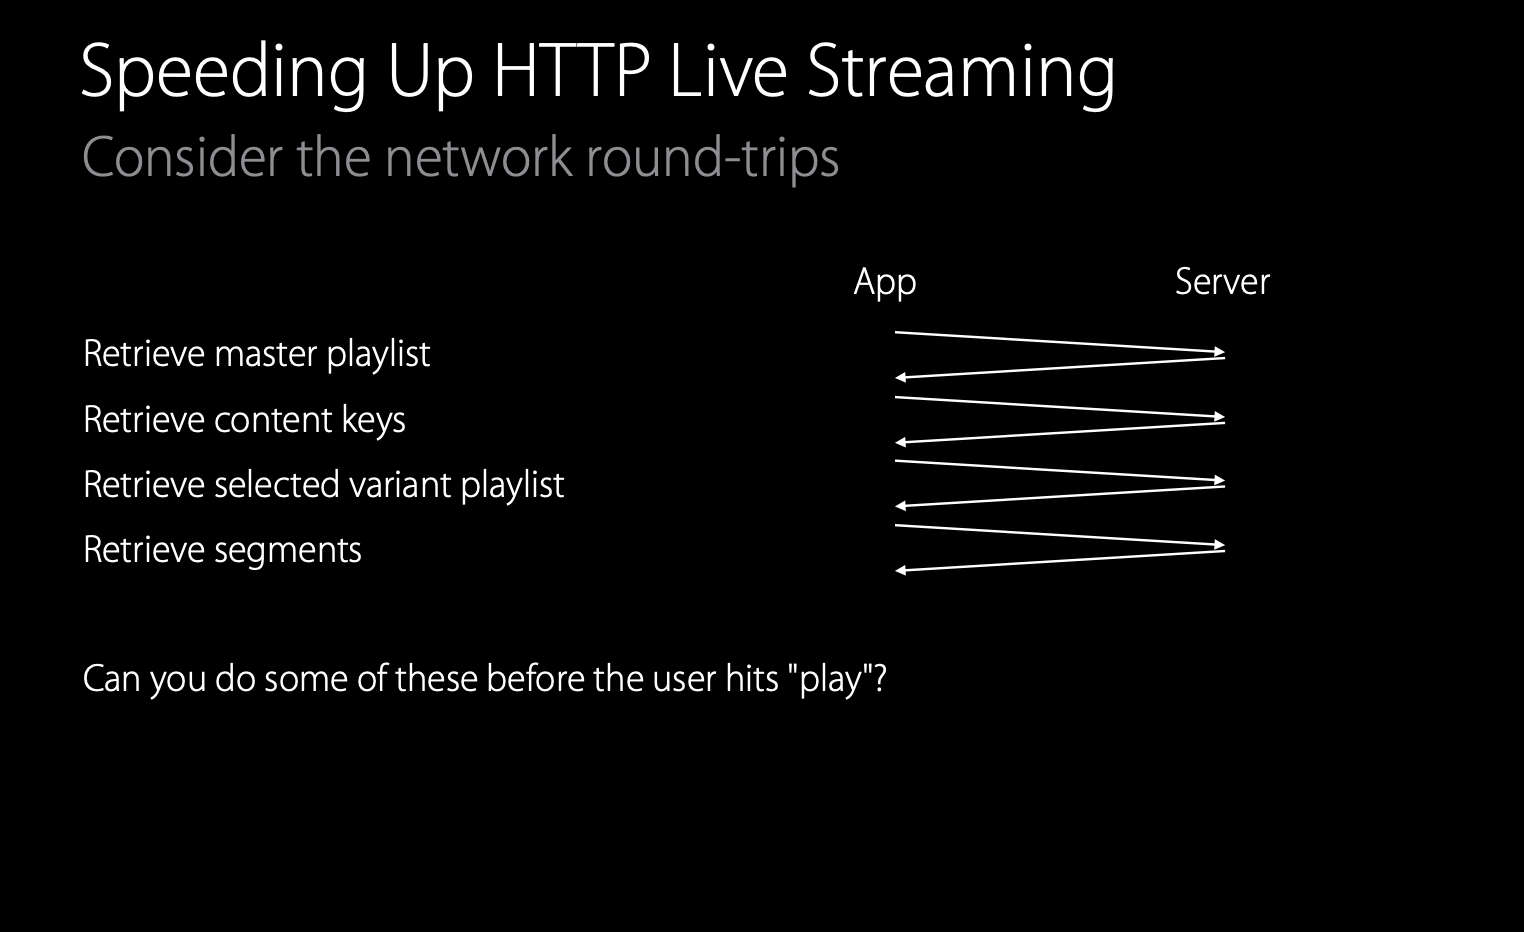 Speeding Up HTTP Live Streaming
Consider the network round-trips
App Server
Retrieve master playlist
Retrieve content keys
Retrieve selected variant playlist
Retrieve segments
Can you do some of these before the user hits "play"?